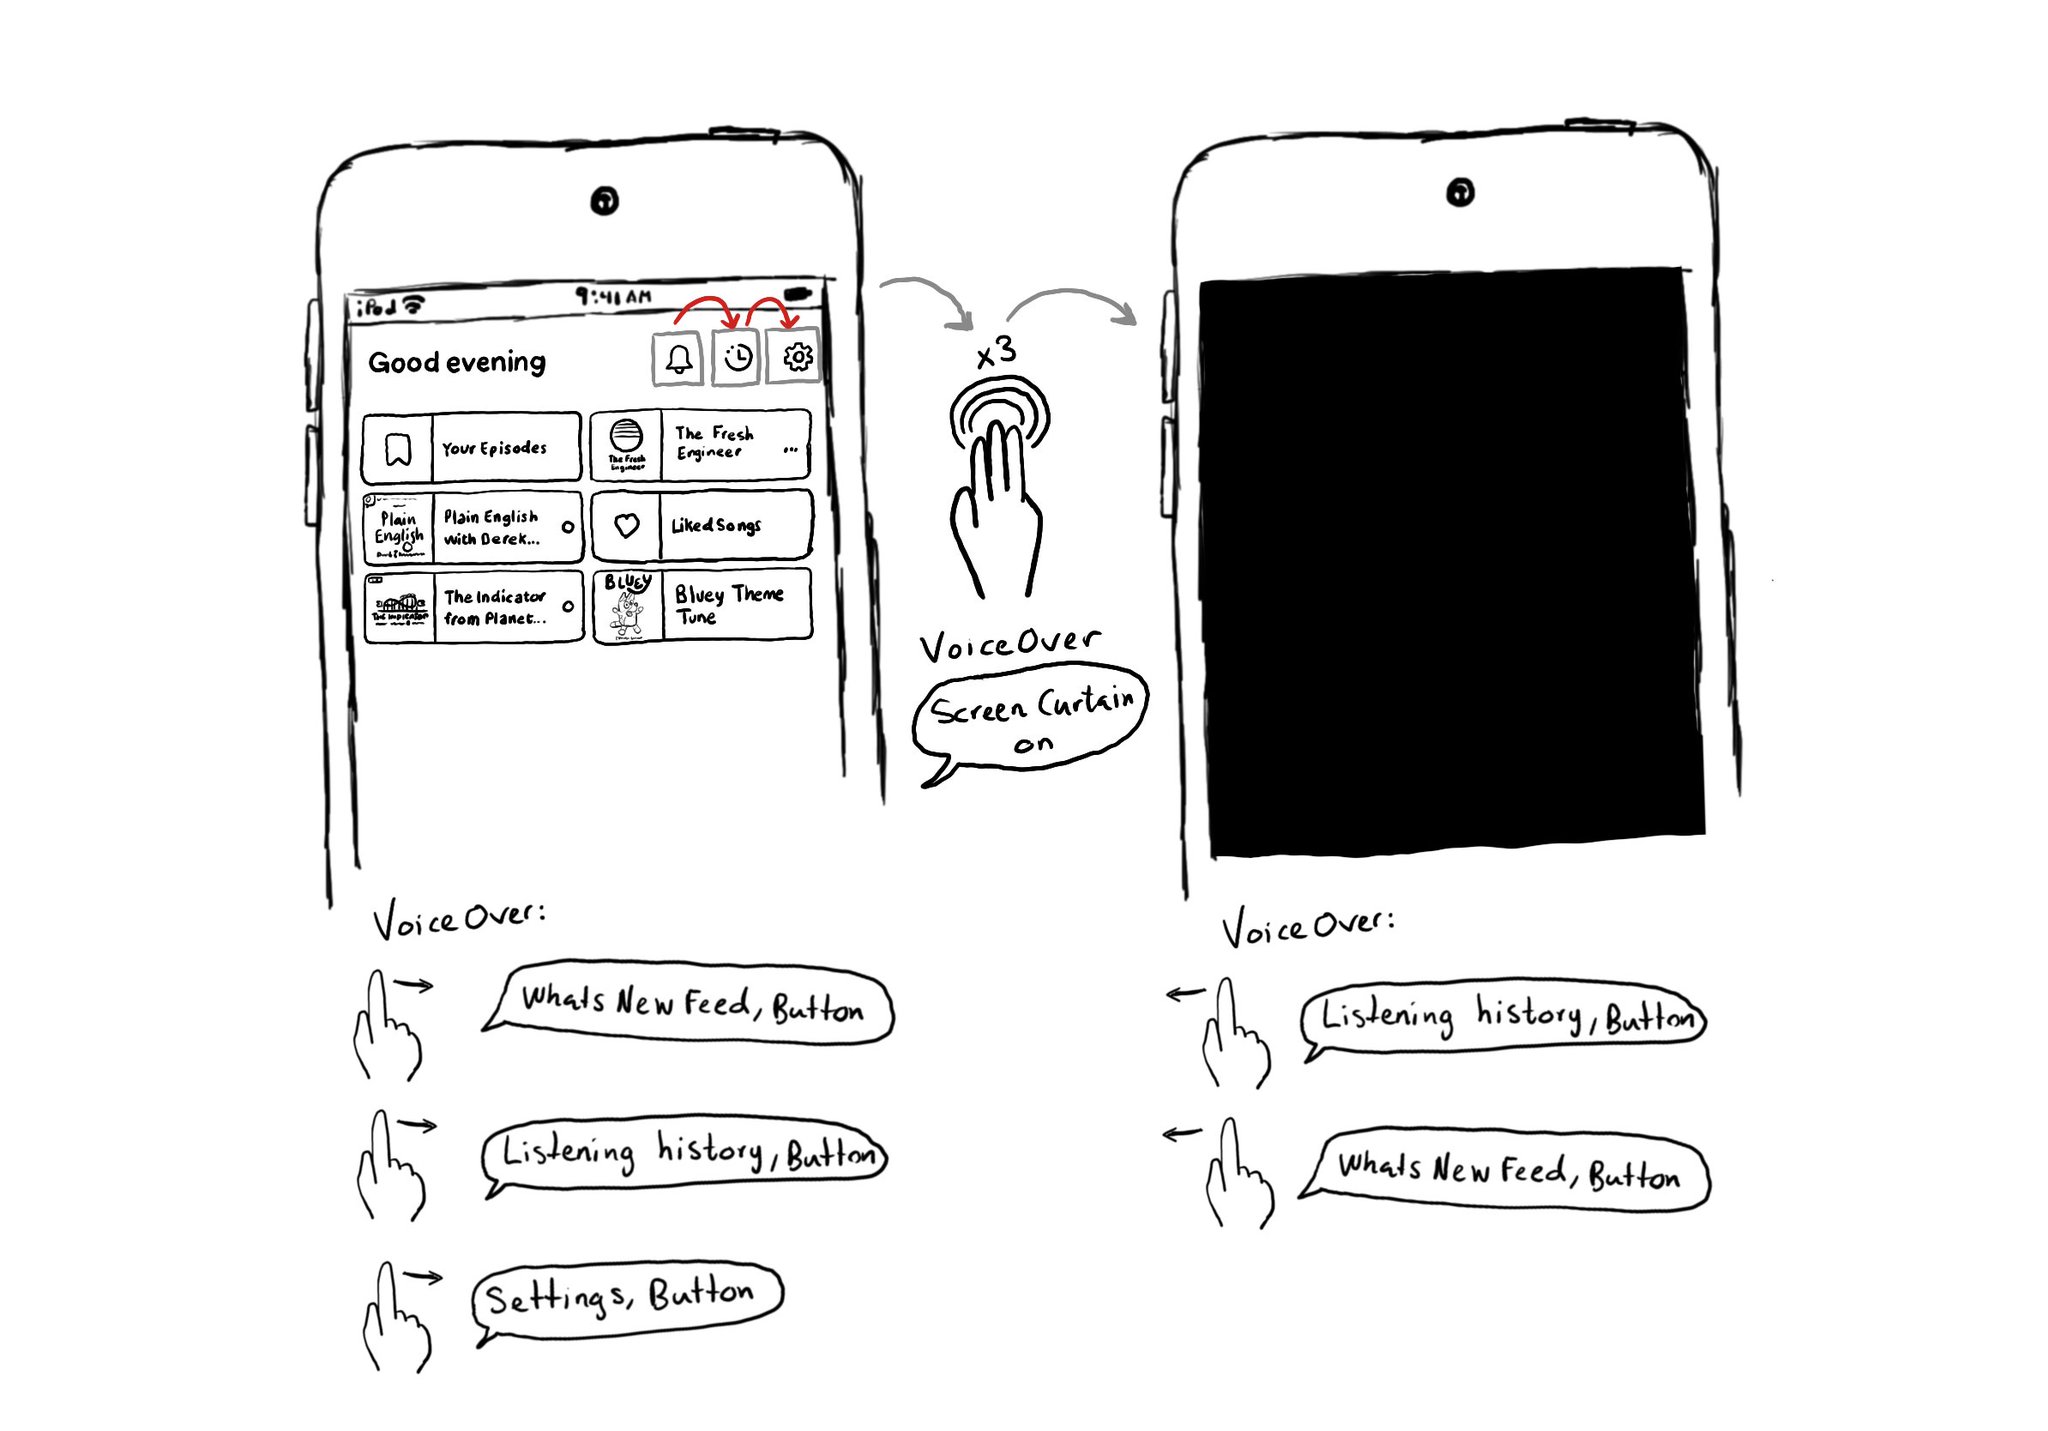 iPod 9:41 AM
Good evening
Your Episodes
The Fresh
Engineer
The Fresh
Engineer
...
Plain
English
Plain English
with Derek...
Liked Songs
The Indicator
The Indicator
from Planet...
BLUEY
Bluey Theme
Tune
x3
VoiceOver
Screen Curtain
on
VoiceOver:
Whats New Feed, Button
Listening history, Button
Settings, Button
VoiceOver:
Listening history, Button
Whats New Feed, Button